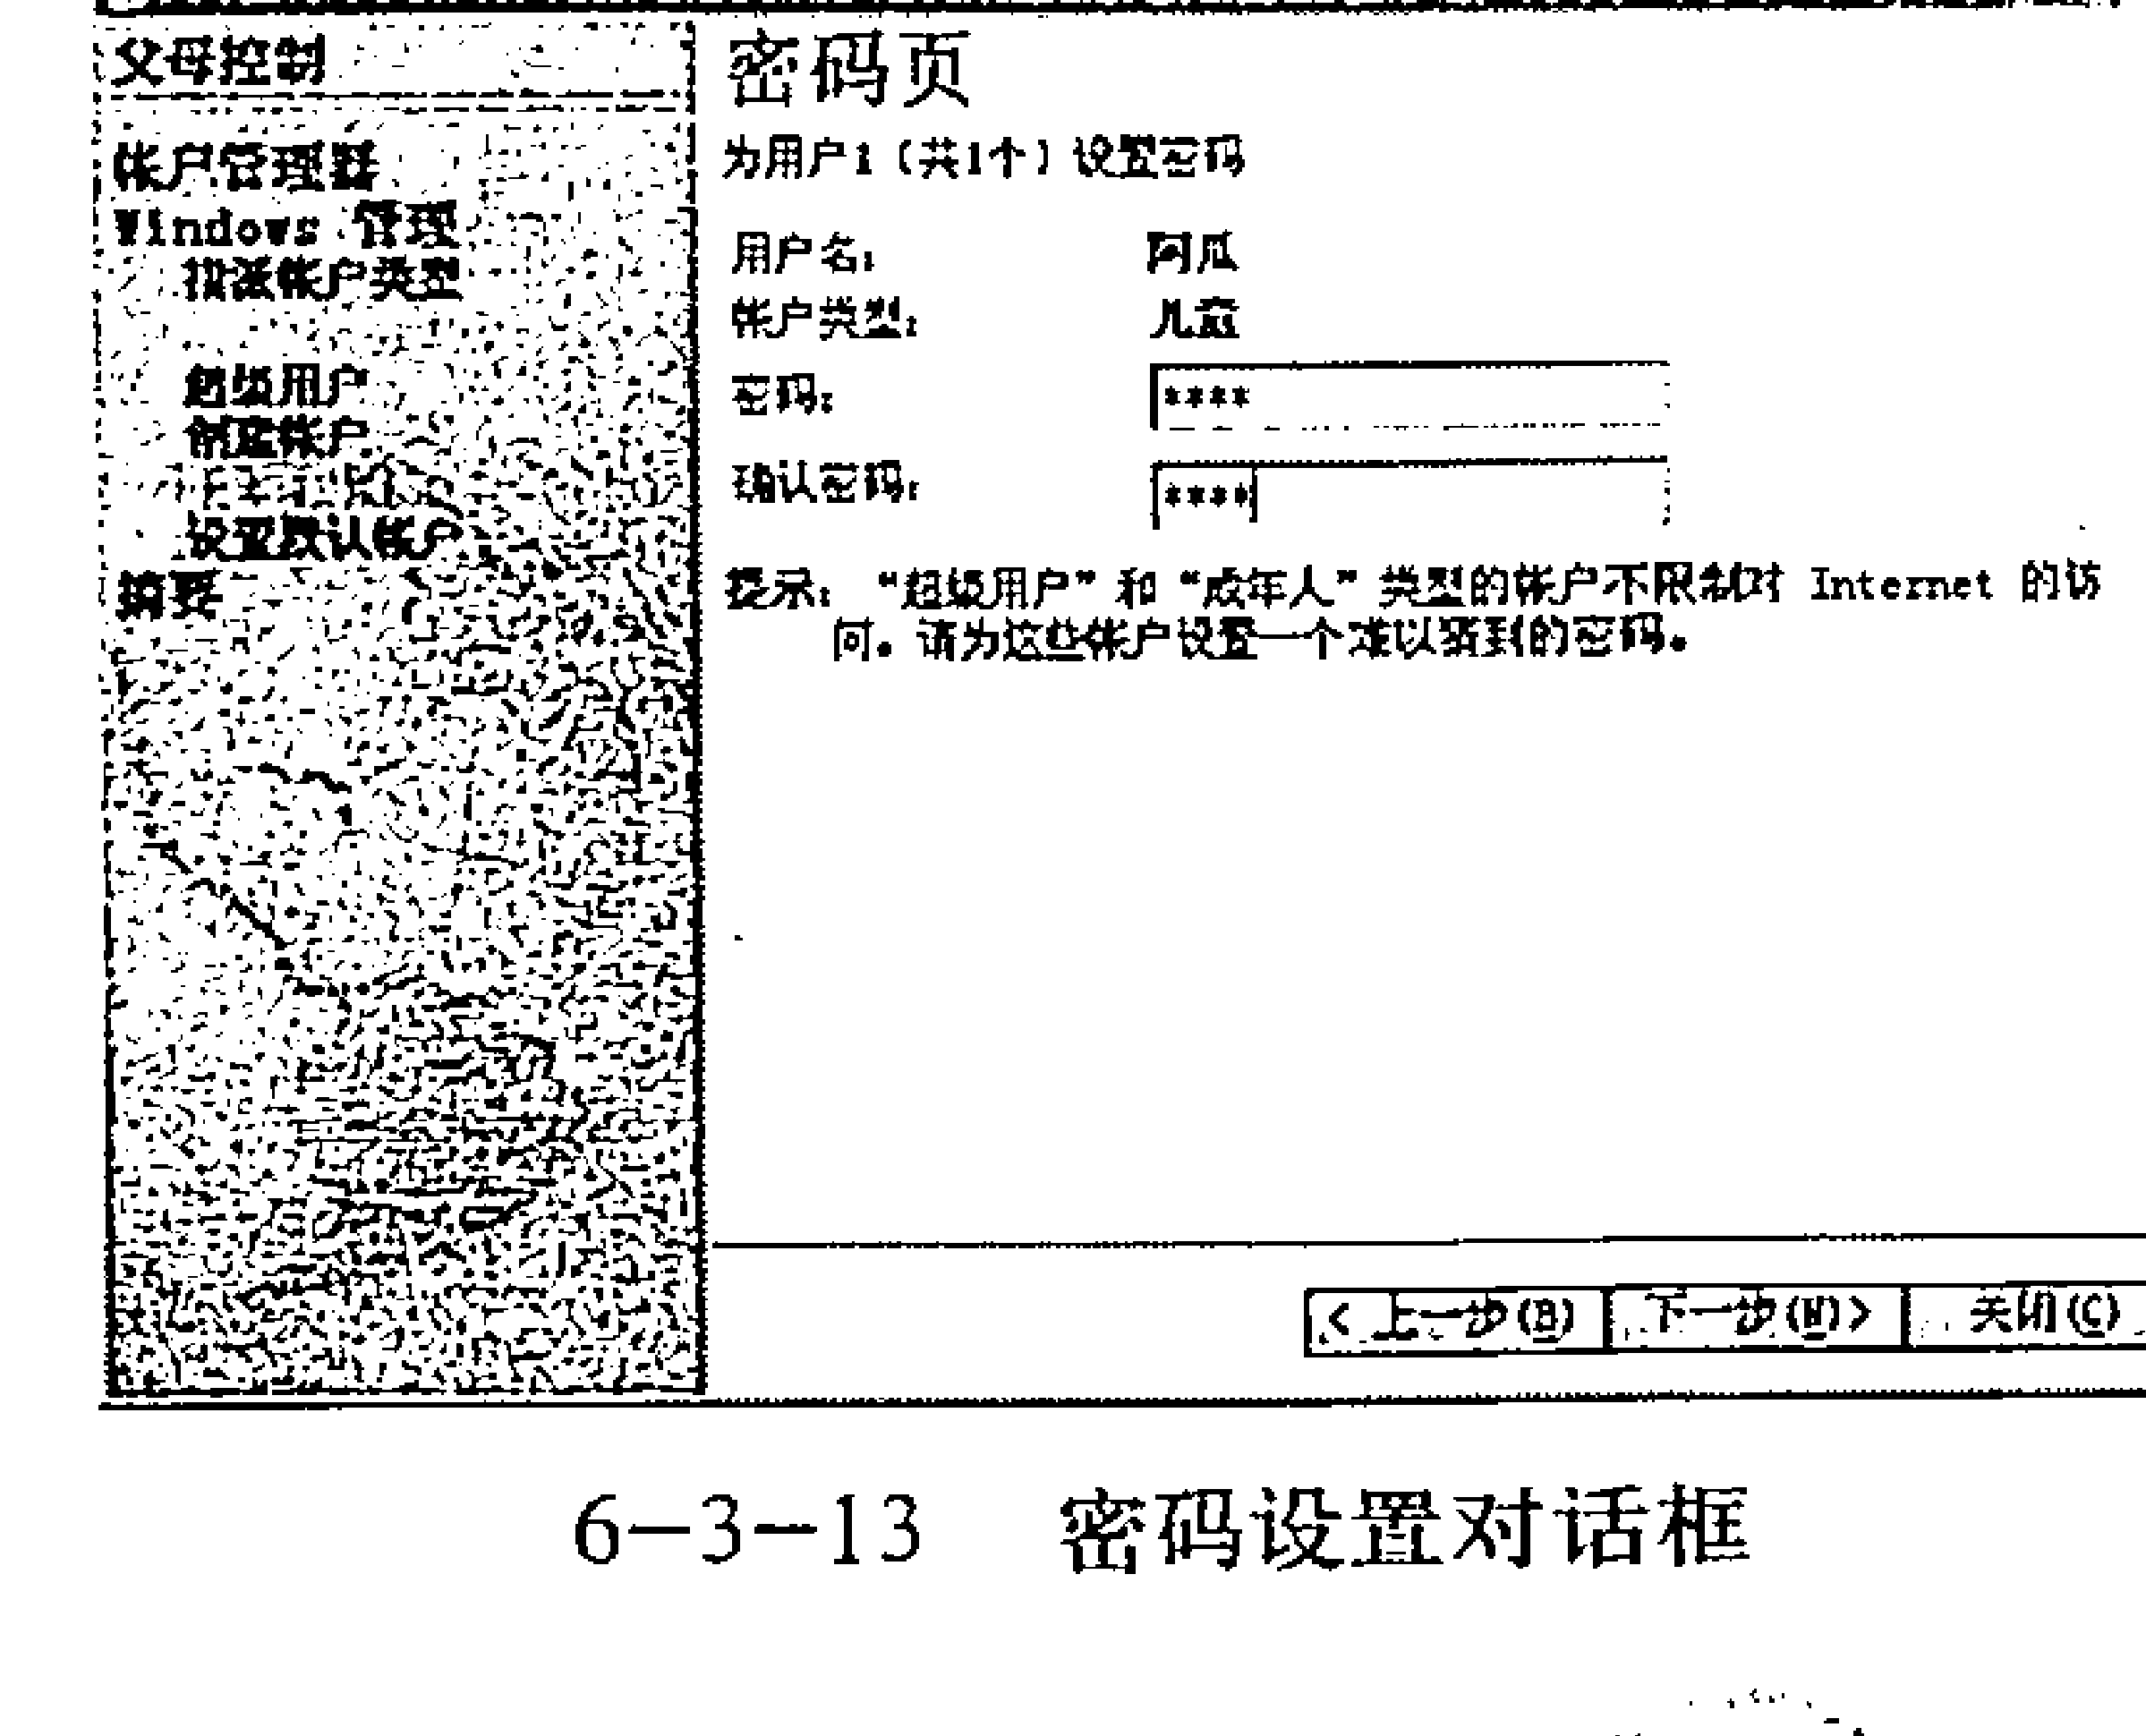 父母控制
帐户管理器
Windows 管理
指派帐户类型
超级用户
创建帐户
设置默认帐户
摘要
密码页
为用户1（共1个）设置密码
用户名： 阿瓜
帐户类型： 儿童
密码： ****
确认密码： ****
提示： “超级用户”和“成年人”类型的帐户不限制对 Internet 的访
问。请为这些帐户设置一个难以猜到的密码。
< 上一步(B) 下一步(N)> 关闭(C)
6-3-13 密码设置对话框